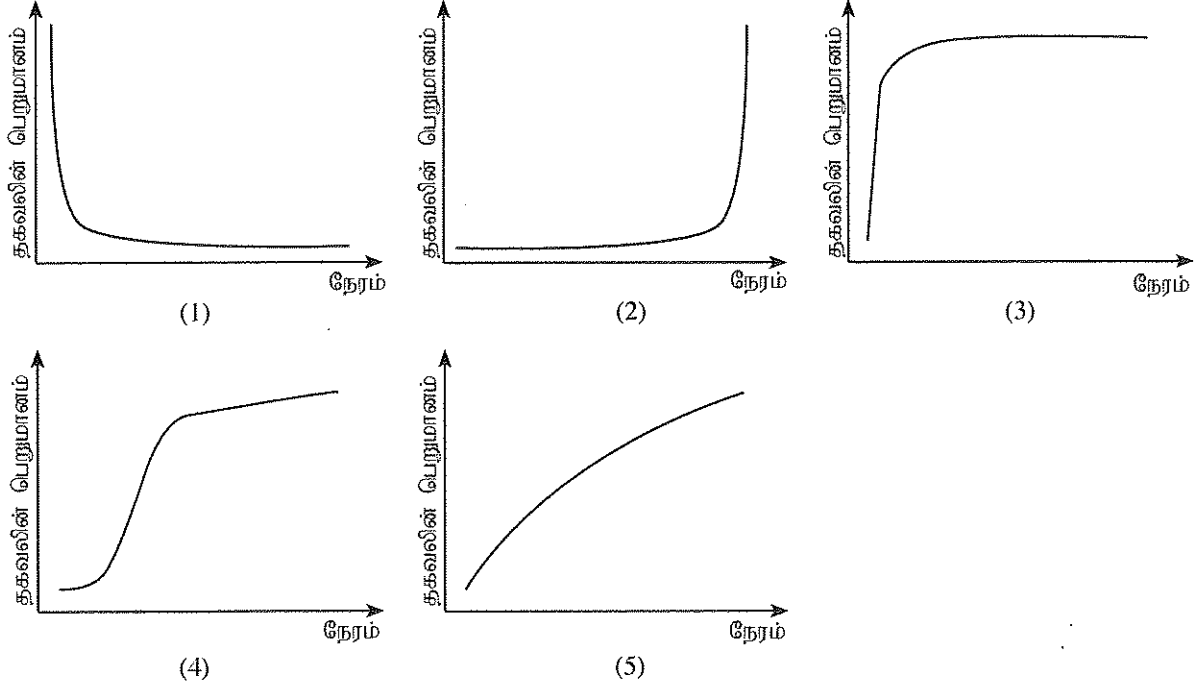 தகவலின் பெறுமானம்
நேரம்
(1)
தகவலின் பெறுமானம்
நேரம்
(2)
தகவலின் பெறுமானம்
நேரம்
(3)
தகவலின் பெறுமானம்
நேரம்
(4)
தகவலின் பெறுமானம்
நேரம்
(5)